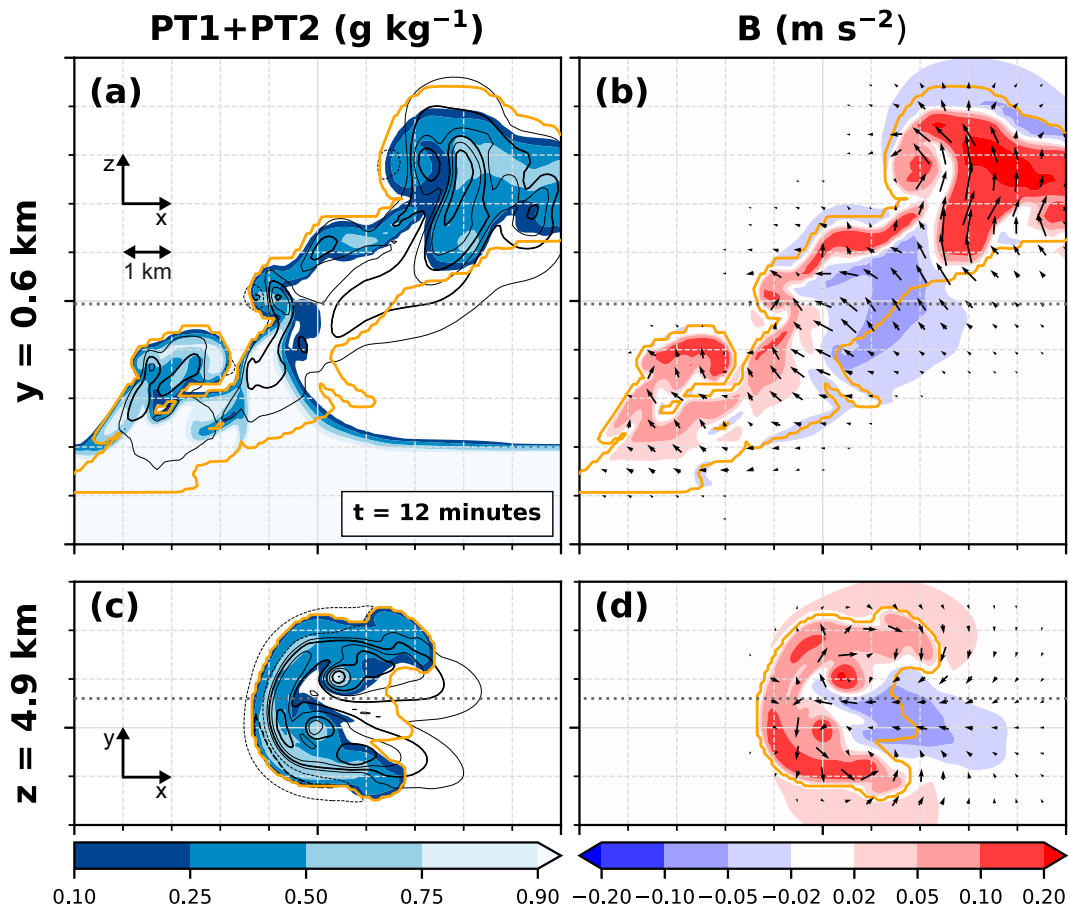 PT1+PT2 (g kg⁻¹)
B (m s⁻²)
y = 0.6 km
(a)
z
x
1 km
t = 12 minutes
(b)
z = 4.9 km
(c)
y
x
(d)
0.10 0.25 0.50 0.75 0.90
−0.20 −0.10 −0.05 −0.02 0.02 0.05 0.10 0.20